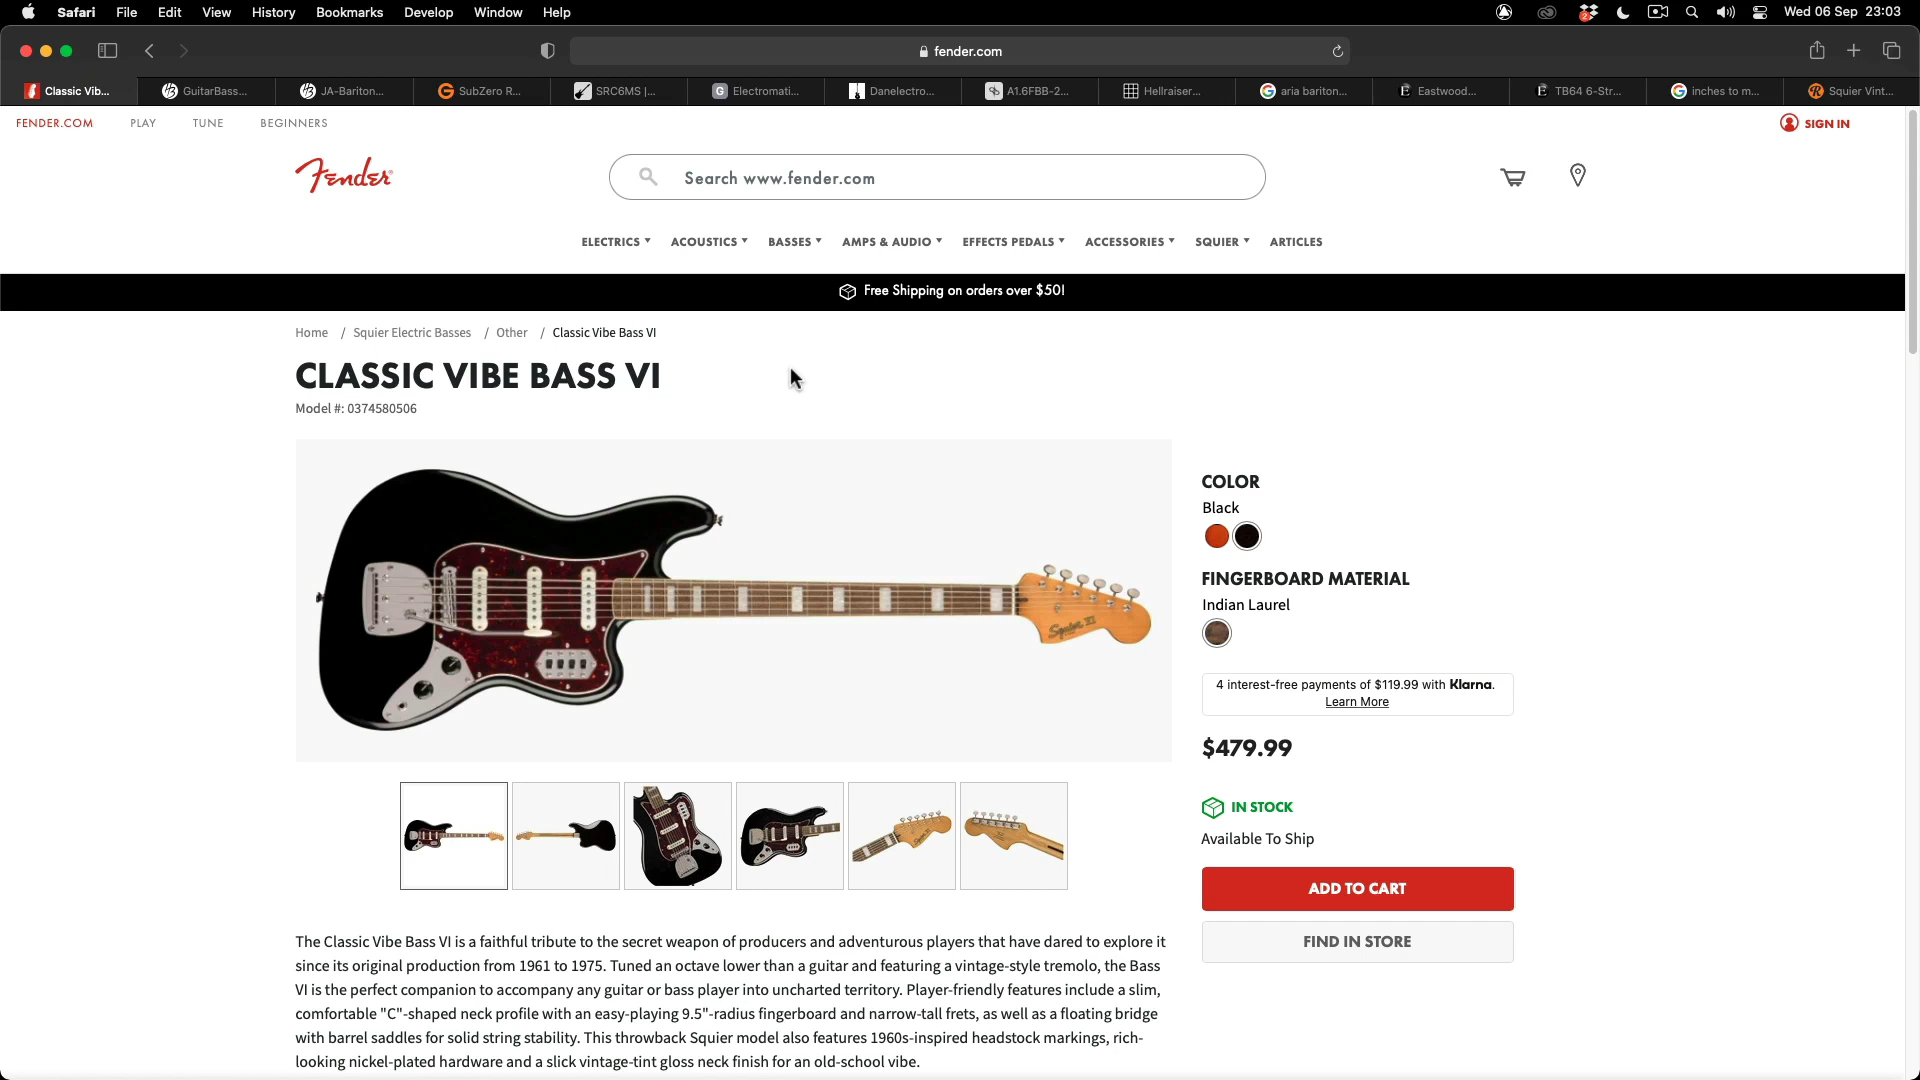 Safari File Edit View History Bookmarks Develop Window Help
Wed 06 Sep 23:03
fender.com
Classic Vib... GuitarBass... JA-Bariton... SubZero R... SRC6MS |... Electromati... Danelectro... A1.6FBB-2... Hellraiser... aria bariton... Eastwood... TB64 6-Str... inches to m... Squier Vint...
FENDER.COM PLAY TUNE BEGINNERS
SIGN IN
Fender
Search www.fender.com
ELECTRICS ACOUSTICS BASSES AMPS & AUDIO EFFECTS PEDALS ACCESSORIES SQUIER ARTICLES
Free Shipping on orders over $50!
Home / Squier Electric Basses / Other / Classic Vibe Bass VI
CLASSIC VIBE BASS VI
Model #: 0374580506
Squier VI
COLOR
Black
FINGERBOARD MATERIAL
Indian Laurel
4 interest-free payments of $119.99 with Klarna.
Learn More
$479.99
IN STOCK
Available To Ship
ADD TO CART
FIND IN STORE
The Classic Vibe Bass VI is a faithful tribute to the secret weapon of producers and adventurous players that have dared to explore it
since its original production from 1961 to 1975. Tuned an octave lower than a guitar and featuring a vintage-style tremolo, the Bass
VI is the perfect companion to accompany any guitar or bass player into uncharted territory. Player-friendly features include a slim,
comfortable "C"-shaped neck profile with an easy-playing 9.5"-radius fingerboard and narrow-tall frets, as well as a floating bridge
with barrel saddles for solid string stability. This throwback Squier model also features 1960s-inspired headstock markings, rich-
looking nickel-plated hardware and a slick vintage-tint gloss neck finish for an old-school vibe.